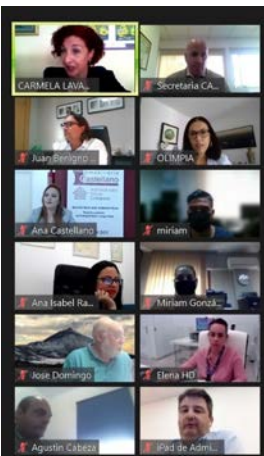 CARMELA LAVA...
Secretaria CA...
Juan Benigno ...
OLIMPIA
Castellano
Ana Castellano
miriam
Ana Isabel Ra...
Miriam Gonzá...
Jose Domingo
Elena HD
Agustin Cabeza
iPad de Admi...